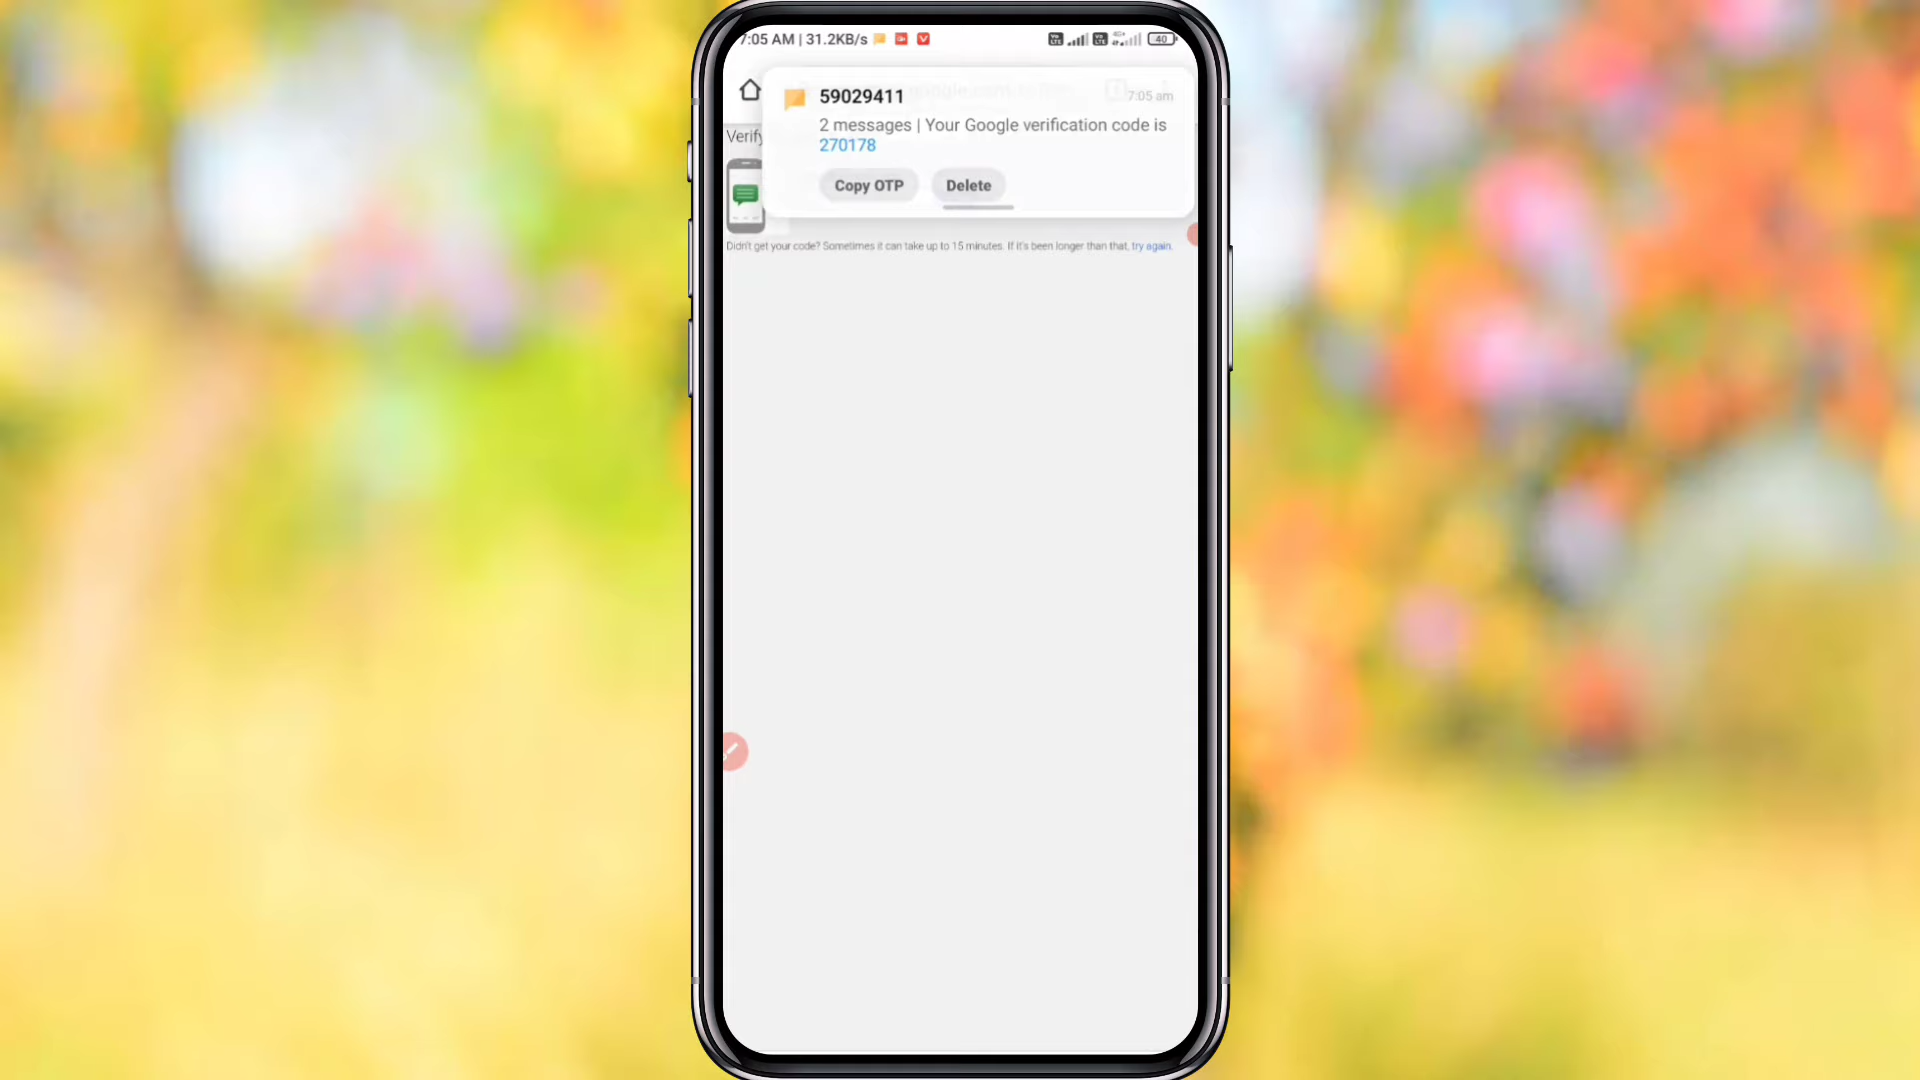 7:05 AM | 31.2KB/s
40
59029411
7:05 am
2 messages | Your Google verification code is
270178
Verify
Copy OTP
Delete
Didn't get your code? Sometimes it can take up to 15 minutes. If it's been longer than that, try again.